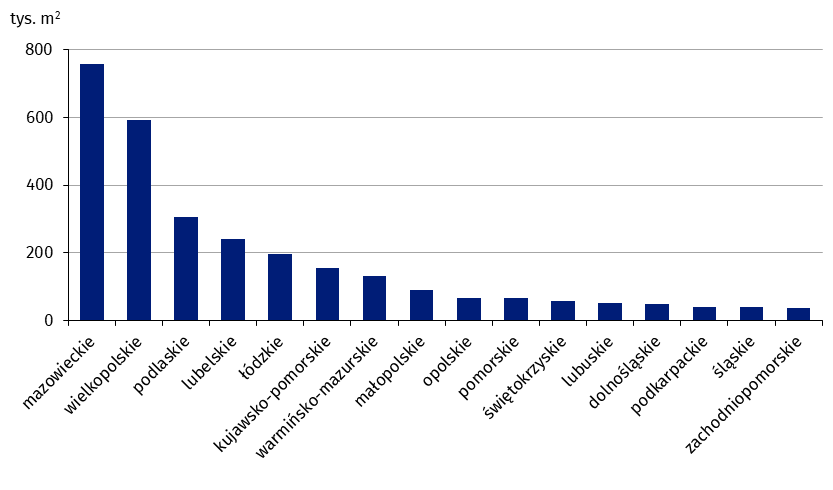 tys. m²
800
600
400
200
0
mazowieckie
wielkopolskie
podlaskie
lubelskie
łódzkie
kujawsko-pomorskie
warmińsko-mazurskie
małopolskie
opolskie
pomorskie
świętokrzyskie
lubuskie
dolnośląskie
podkarpackie
śląskie
zachodniopomorskie